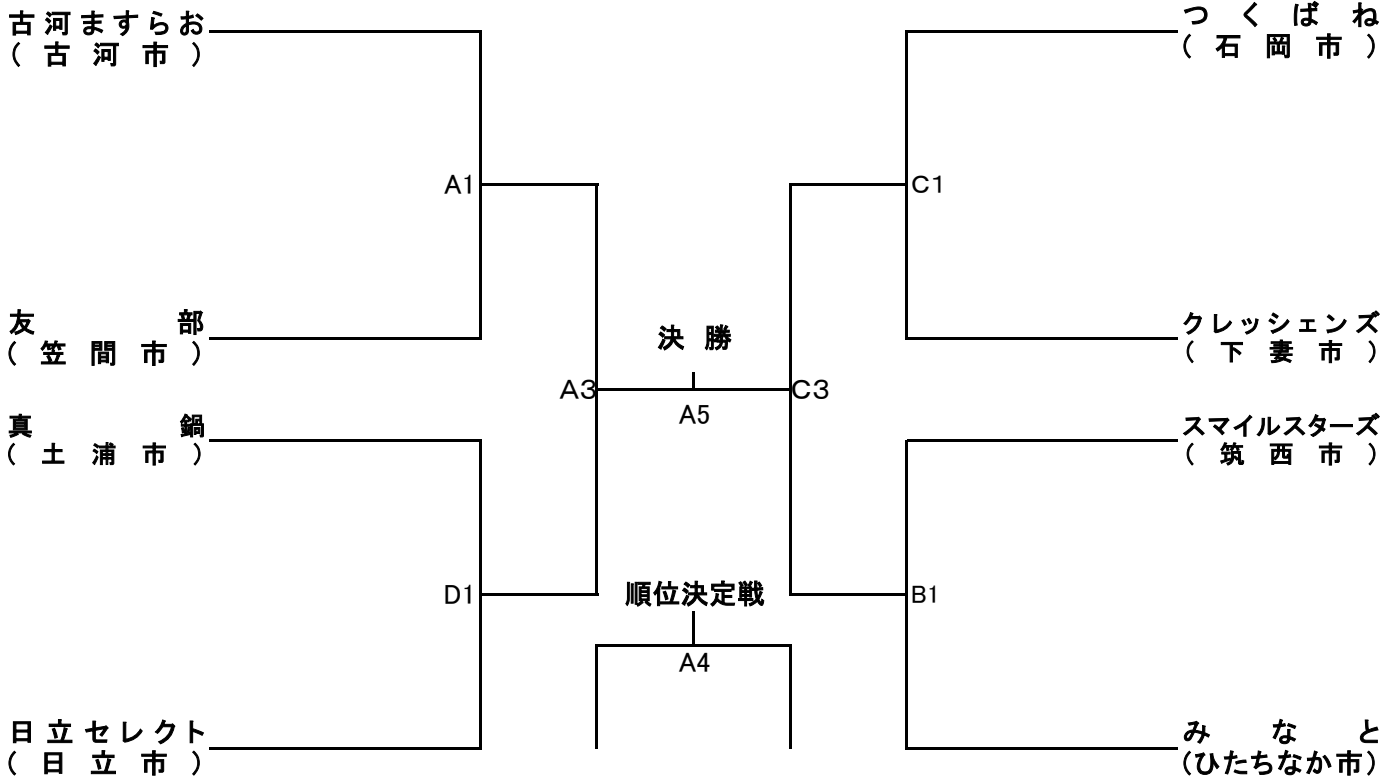 古河ますらお
(古河市)
つくばね
(石岡市)
A1
C1
友部
(笠間市)
クレッシェンズ
(下妻市)
決勝
A3
C3
A5
真鍋
(土浦市)
スマイルスターズ
(筑西市)
D1
順位決定戦
B1
A4
日立セレクト
(日立市)
みなと
(ひたちなか市)